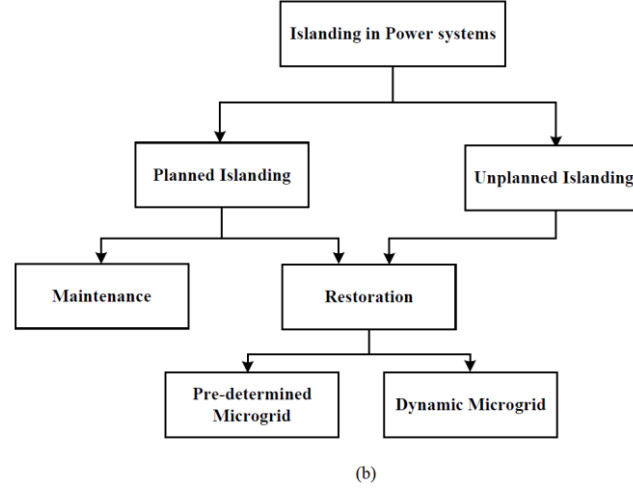 Islanding in Power systems
Planned Islanding
Unplanned Islanding
Maintenance
Restoration
Pre-determined
Microgrid
Dynamic Microgrid
(b)